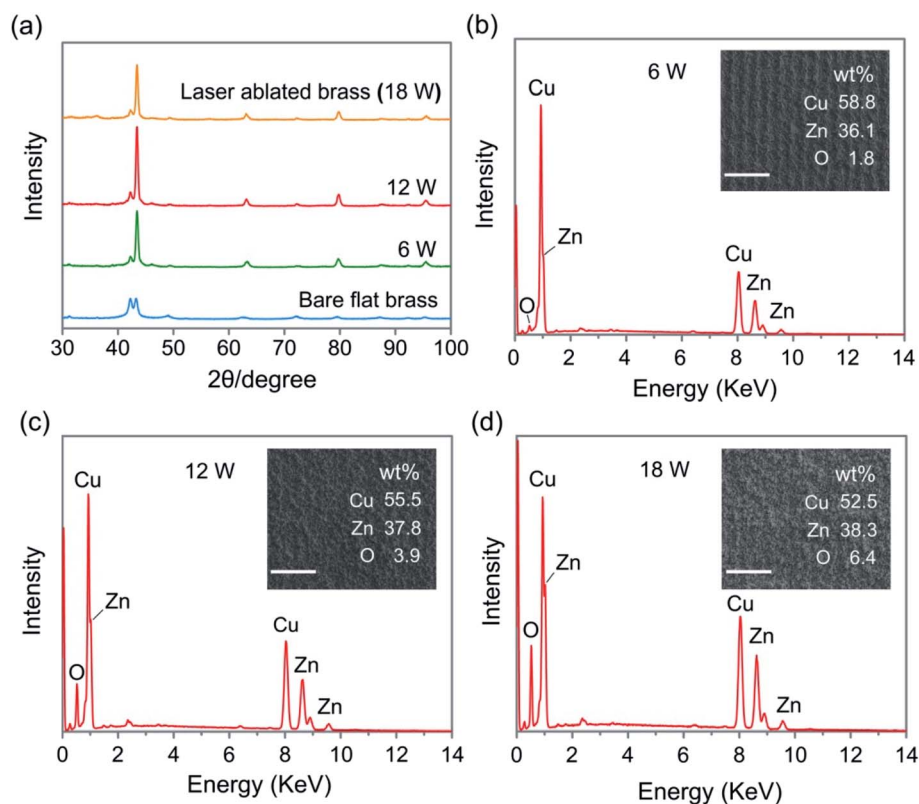 (a)
Intensity
Laser ablated brass (18 W)
12 W
6 W
Bare flat brass
30 40 50 60 70 80 90 100
2θ/degree
(b)
Intensity
6 W
Cu
Zn
O
Cu
Zn
Zn
wt%
Cu 58.8
Zn 36.1
O 1.8
0 2 4 6 8 10 12 14
Energy (KeV)
(c)
Intensity
12 W
Cu
Zn
O
Cu
Zn
Zn
wt%
Cu 55.5
Zn 37.8
O 3.9
0 2 4 6 8 10 12 14
Energy (KeV)
(d)
Intensity
18 W
Cu
Zn
O
Cu
Zn
Zn
wt%
Cu 52.5
Zn 38.3
O 6.4
0 2 4 6 8 10 12 14
Energy (KeV)